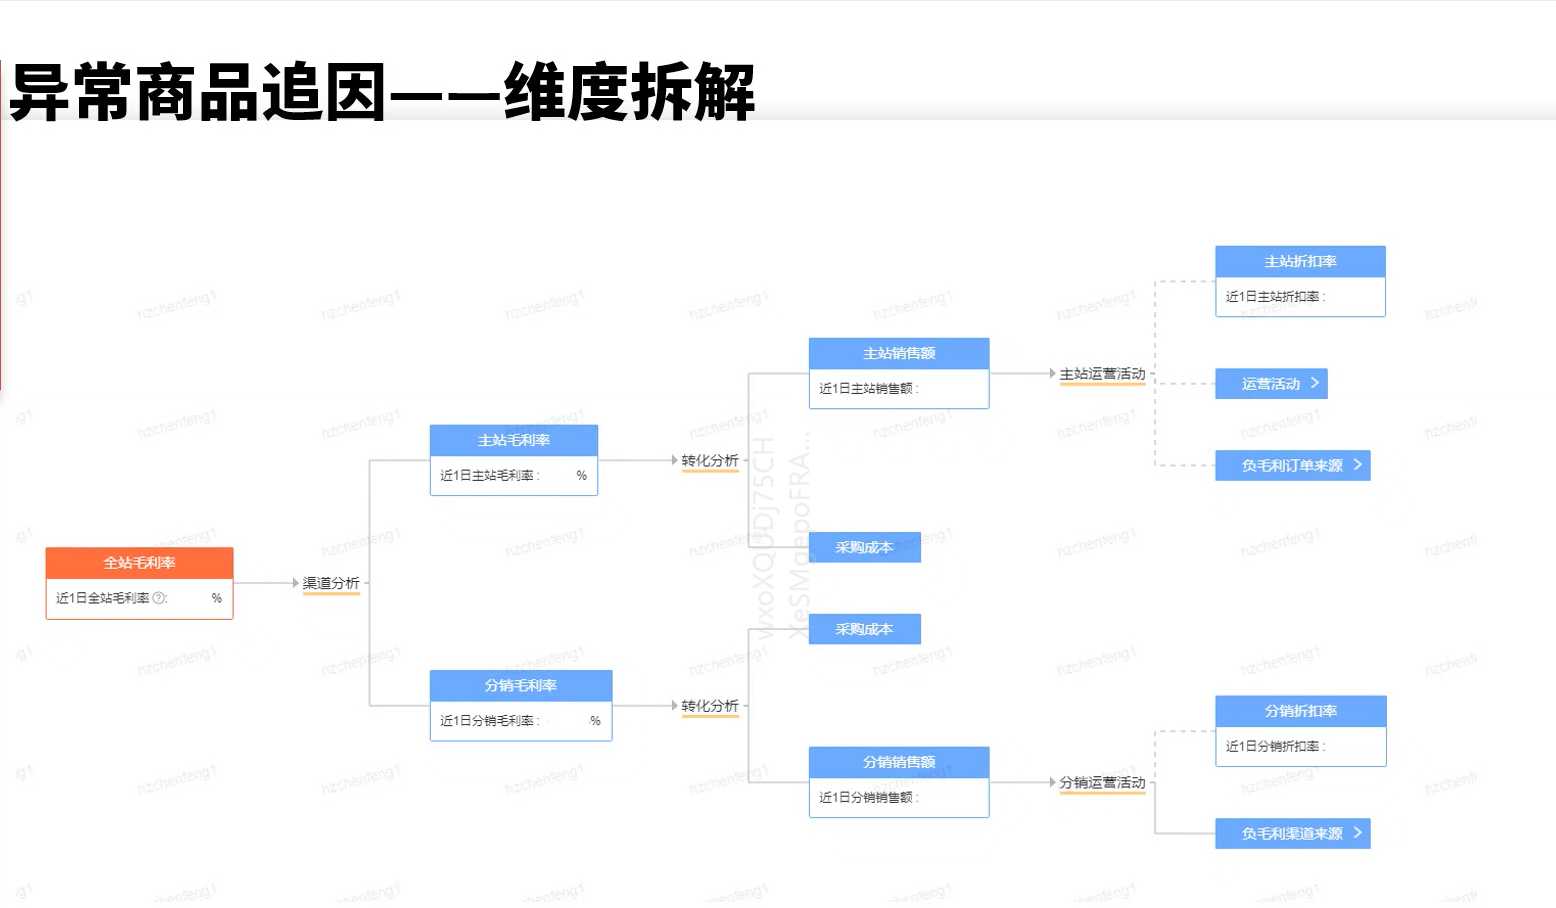 异常商品追因——维度拆解
主站折扣率
近1日主站折扣率 :
主站销售额
近1日主站销售额 :
主站运营活动
运营活动
主站毛利率
近1日主站毛利率 : %
转化分析
负毛利订单来源
采购成本
全站毛利率
近1日全站毛利率?: %
渠道分析
采购成本
分销毛利率
近1日分销毛利率 : %
转化分析
分销折扣率
近1日分销折扣率 :
分销销售额
近1日分销销售额 :
分销运营活动
负毛利渠道来源
hzchenfeng1